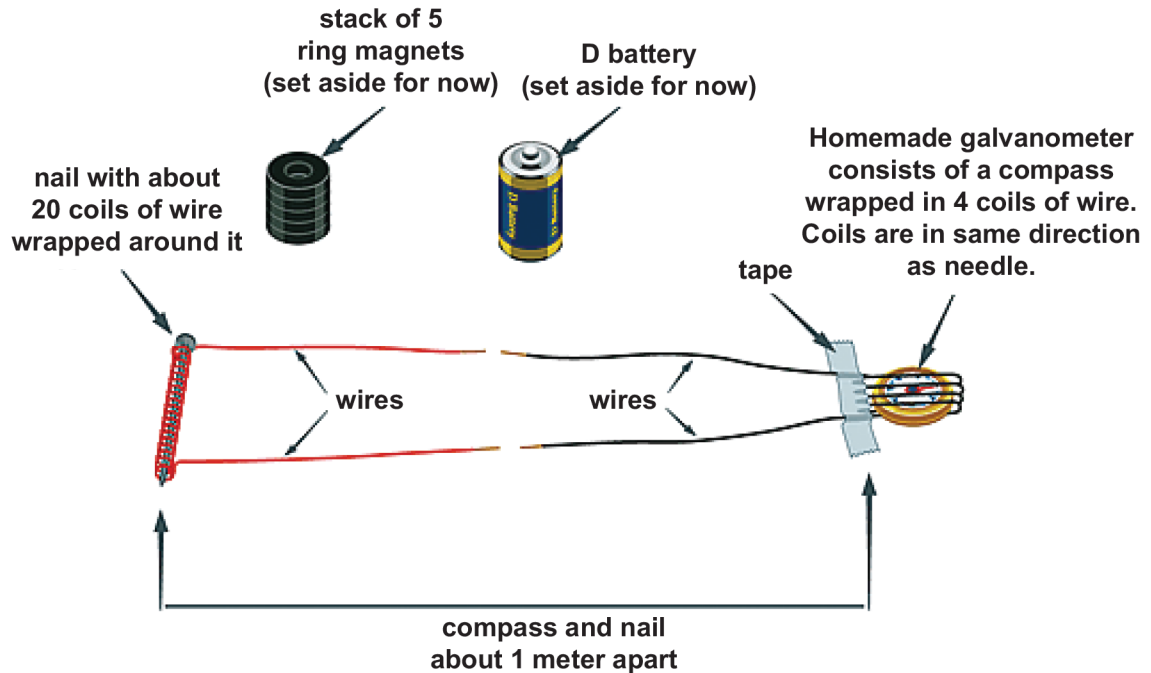 stack of 5
ring magnets
(set aside for now)
D battery
(set aside for now)
Homemade galvanometer
consists of a compass
wrapped in 4 coils of wire.
Coils are in same direction
as needle.
nail with about
20 coils of wire
wrapped around it
tape
D Battery
wires
wires
compass and nail
about 1 meter apart